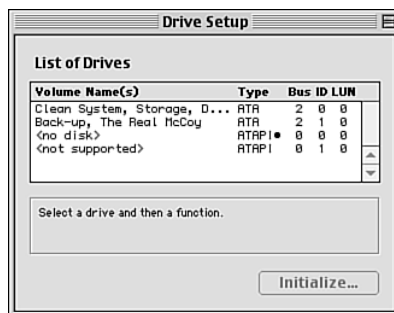 Drive Setup
List of Drives
Volume Name(s) Type Bus ID LUN
Clean System, Storage, D... ATA 2 0 0
Back-up, The Real McCoy ATA 2 1 0
<no disk> ATAPI● 0 0 0
<not supported> ATAPI 0 1 0
Select a drive and then a function.
Initialize...